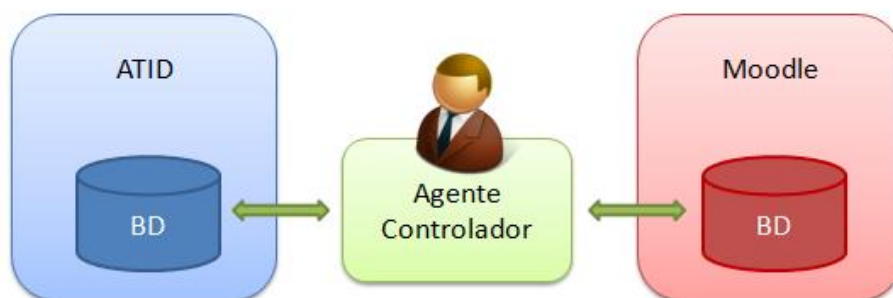 ATID
Moodle
Agente
Controlador
BD
BD